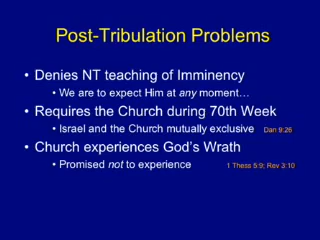 Post-Tribulation Problems
• Denies NT teaching of Imminency
• We are to expect Him at any moment…
• Requires the Church during 70th Week
• Israel and the Church mutually exclusive Dan 9:26
• Church experiences God's Wrath
• Promised not to experience 1 Thess 5:9; Rev 3:10